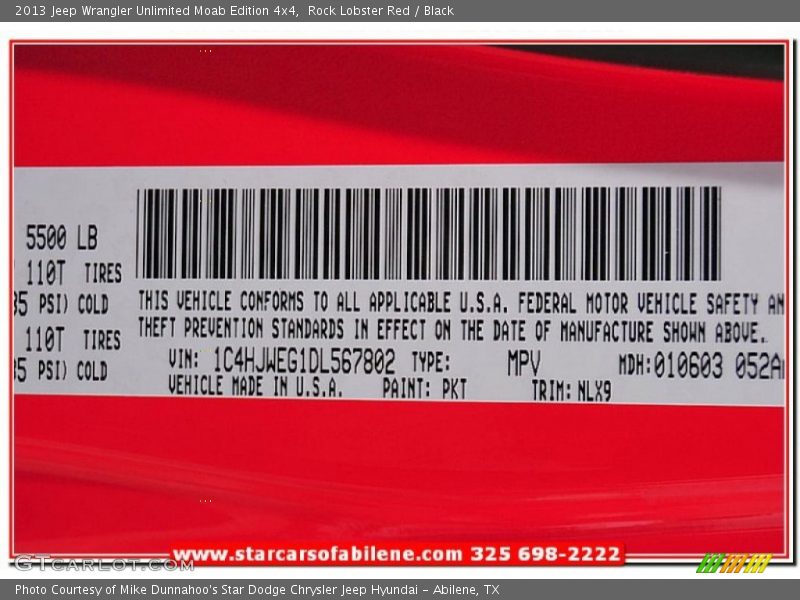 2013 Jeep Wrangler Unlimited Moab Edition 4x4,  Rock Lobster Red / Black
5500 LB
110T TIRES
35 PSI) COLD
110T TIRES
35 PSI) COLD
THIS VEHICLE CONFORMS TO ALL APPLICABLE U.S.A. FEDERAL MOTOR VEHICLE SAFETY AN
THEFT PREVENTION STANDARDS IN EFFECT ON THE DATE OF MANUFACTURE SHOWN ABOVE.
VIN: 1C4HJWEG1DL567802 TYPE: MPV MDH:010603 052A
VEHICLE MADE IN U.S.A. PAINT: PKT TRIM: NLX9
www.starcarsofabilene.com 325 698-2222
GTcarlot.com
Photo Courtesy of Mike Dunnahoo's Star Dodge Chrysler Jeep Hyundai - Abilene, TX